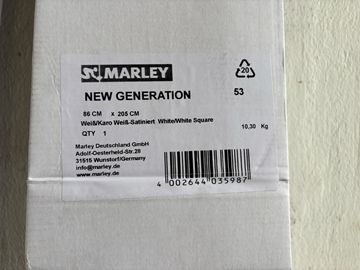 MARLEY
20
NEW GENERATION
53
86 CM x 205 CM
Weiß/Karo Weiß-Satiniert White/White Square
QTY 1
10,30 Kg
Marley Deutschland GmbH
Adolf-Oesterheld-Str.28
31515 Wunstorf/Germany
info@marley.de
www.marley.de
4 002644 035987